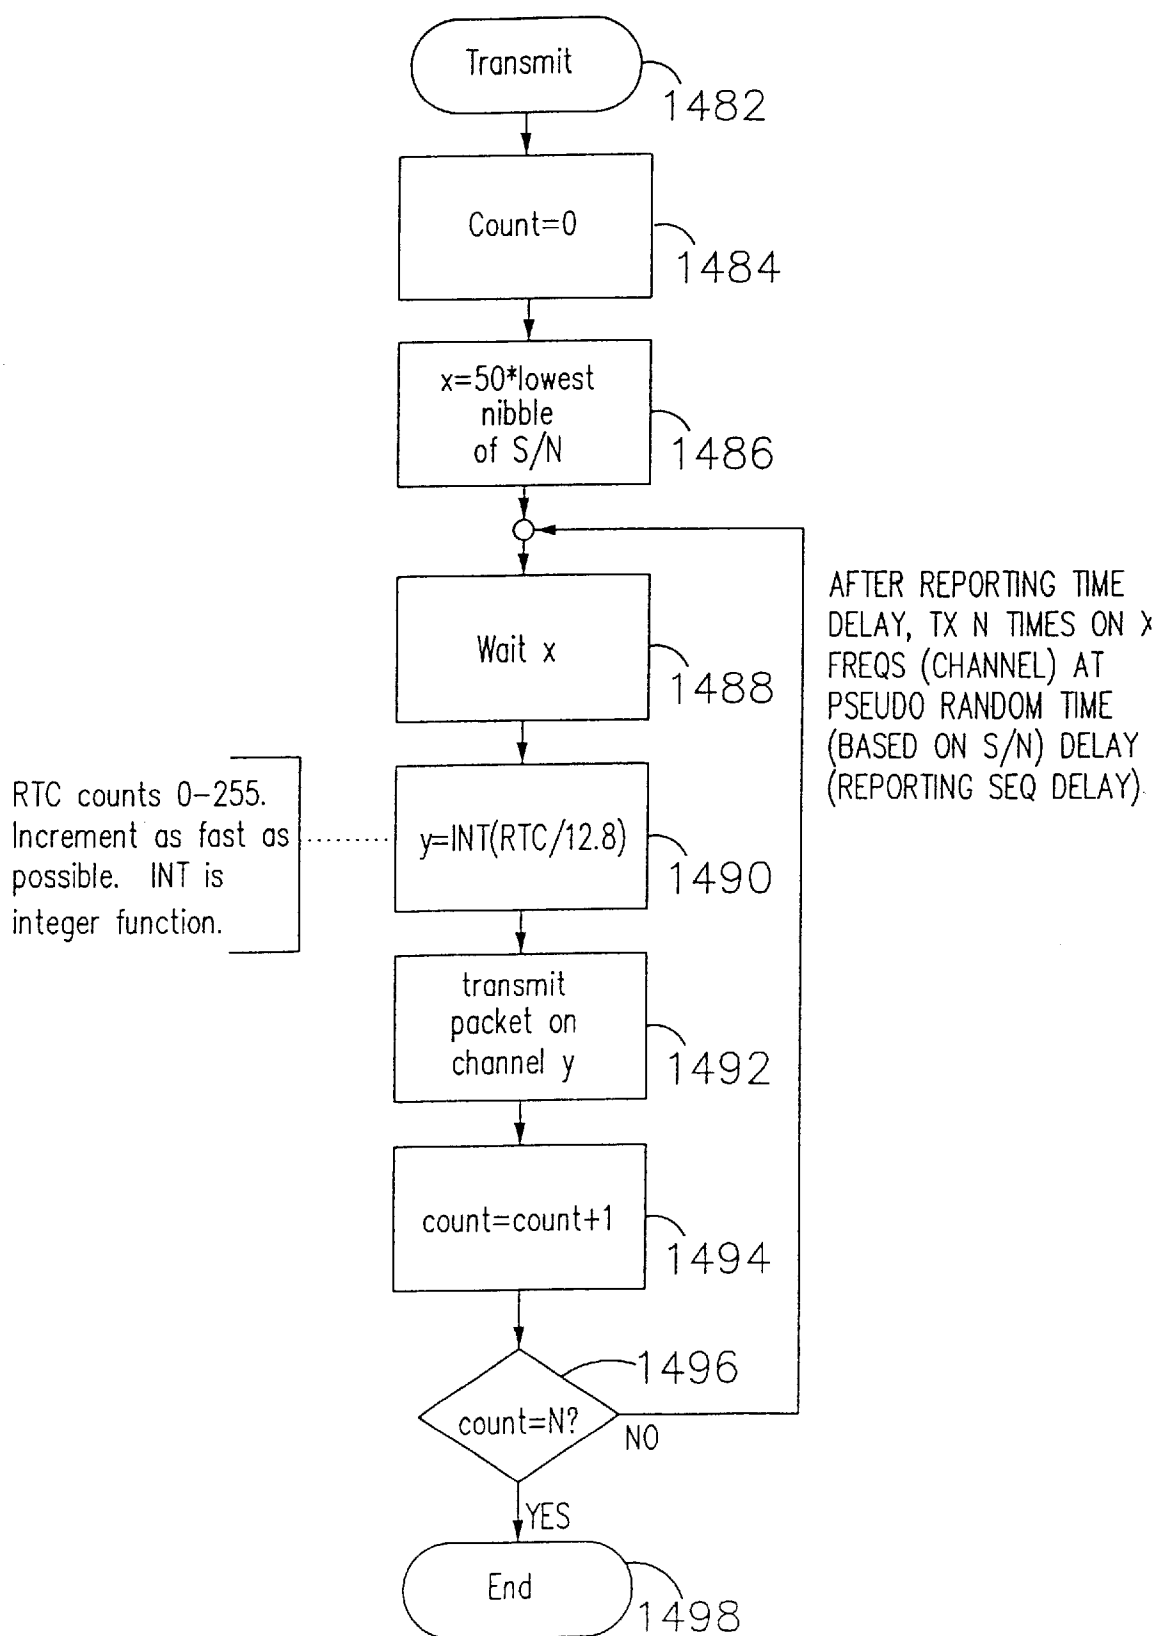 Transmit
1482
Count=0
1484
x=50*lowest
nibble
of S/N
1486
Wait x
1488
AFTER REPORTING TIME
DELAY, TX N TIMES ON X
FREQS (CHANNEL) AT
PSEUDO RANDOM TIME
(BASED ON S/N) DELAY
(REPORTING SEQ DELAY)
RTC counts 0-255.
Increment as fast as
possible. INT is
integer function.
y=INT(RTC/12.8)
1490
transmit
packet on
channel y
1492
count=count+1
1494
1496
count=N?
NO
YES
End
1498